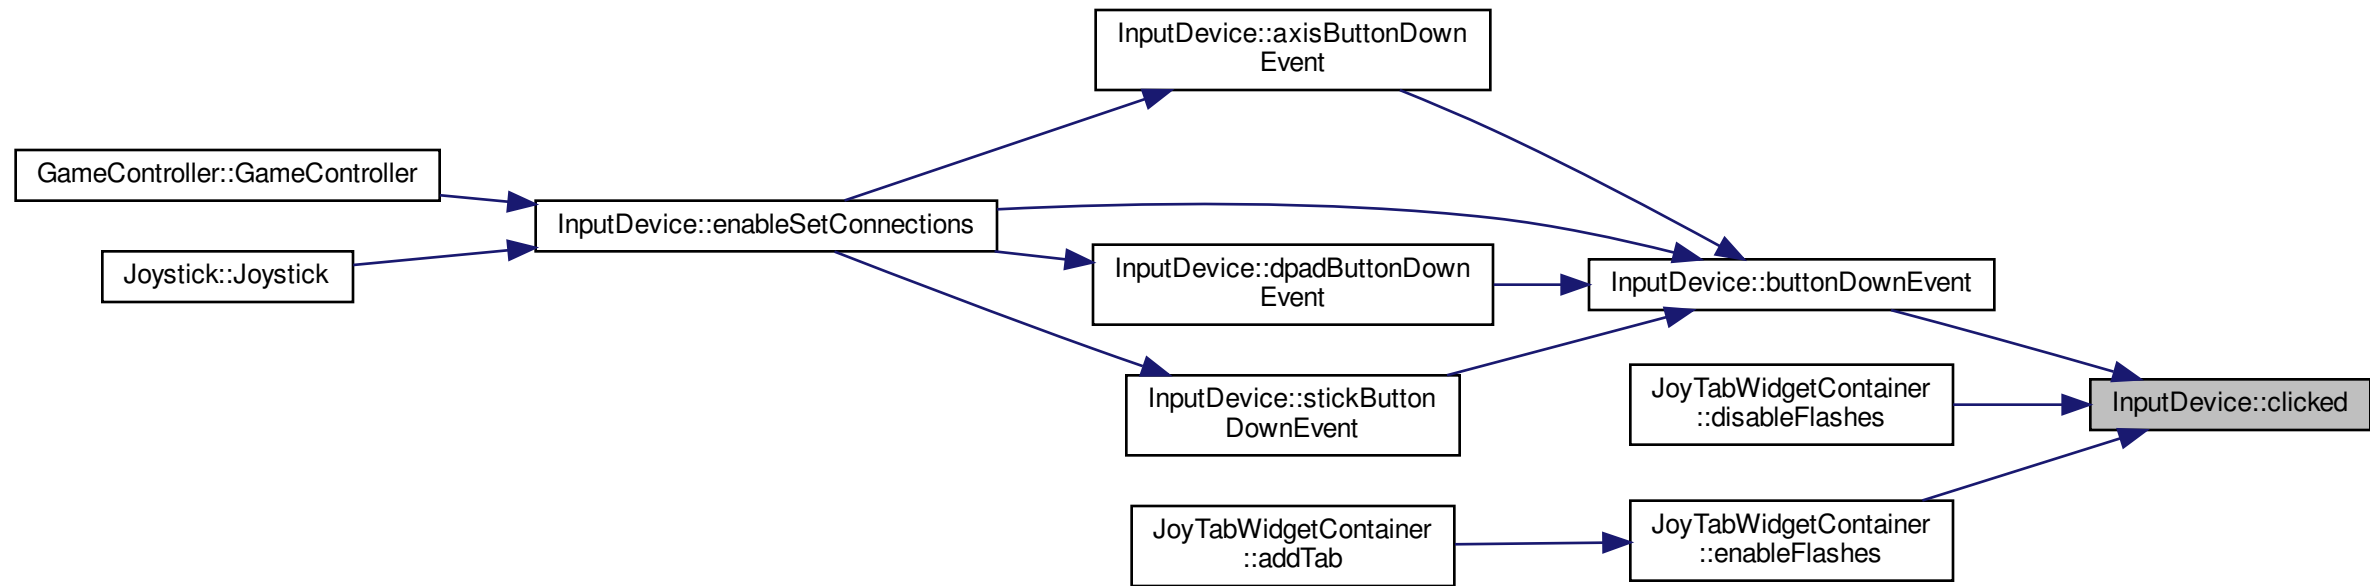 InputDevice::axisButtonDown
Event
GameController::GameController
InputDevice::enableSetConnections
Joystick::Joystick
InputDevice::dpadButtonDown
Event
InputDevice::buttonDownEvent
InputDevice::stickButton
DownEvent
JoyTabWidgetContainer
::disableFlashes
InputDevice::clicked
JoyTabWidgetContainer
::addTab
JoyTabWidgetContainer
::enableFlashes